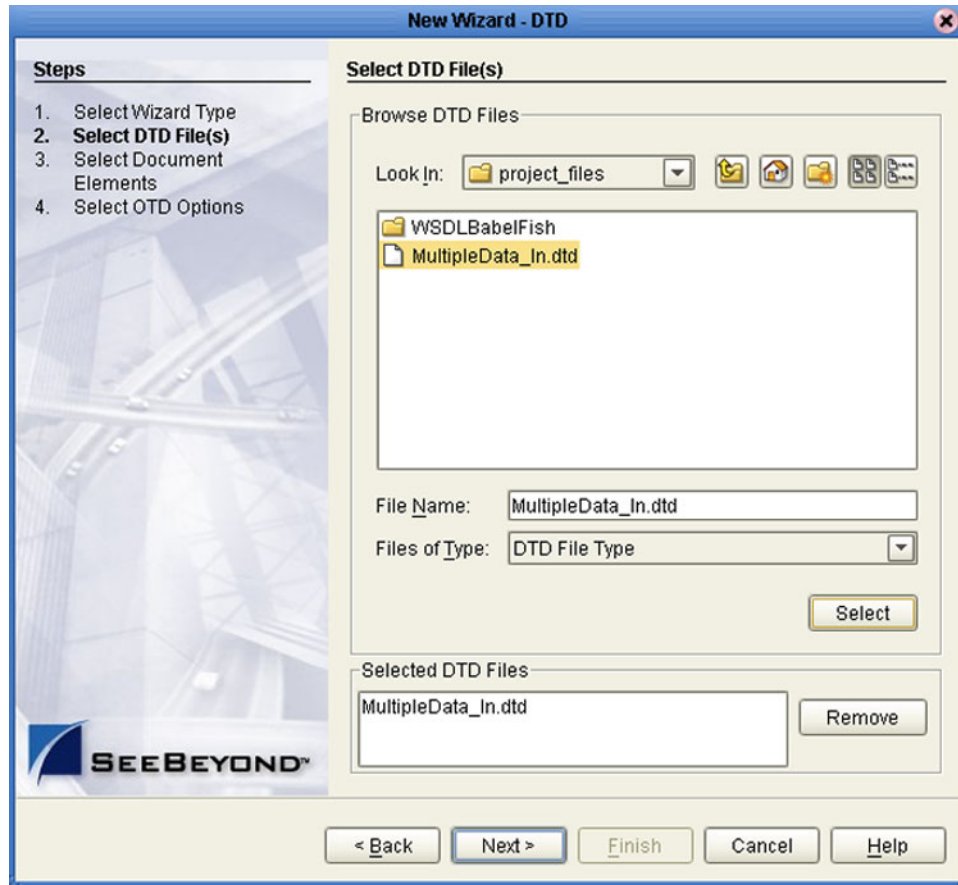 New Wizard - DTD
Steps
1. Select Wizard Type
2. Select DTD File(s)
3. Select Document
Elements
4. Select OTD Options
Select DTD File(s)
Browse DTD Files
Look In: project_files
WSDLBabelFish
MultipleData_In.dtd
File Name: MultipleData_In.dtd
Files of Type: DTD File Type
Select
Selected DTD Files
MultipleData_In.dtd
Remove
SEEBEYOND™
< Back Next > Finish Cancel Help